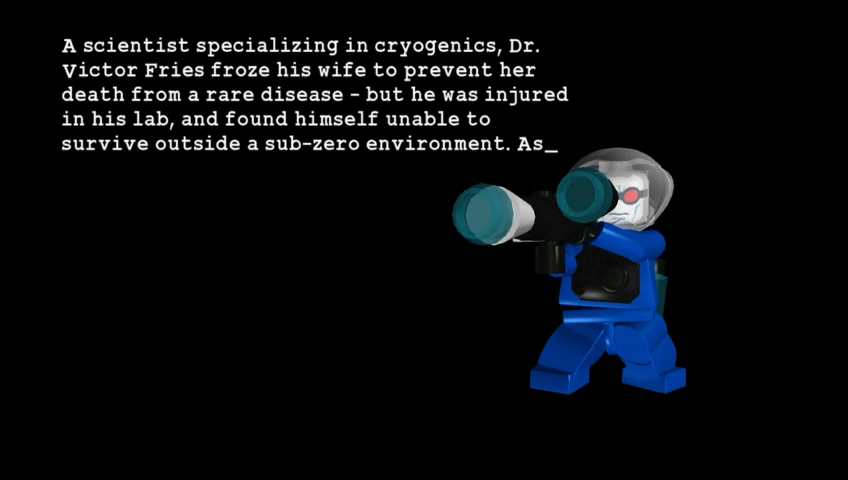 A scientist specializing in cryogenics, Dr.
Victor Fries froze his wife to prevent her
death from a rare disease - but he was injured
in his lab, and found himself unable to
survive outside a sub-zero environment. As_